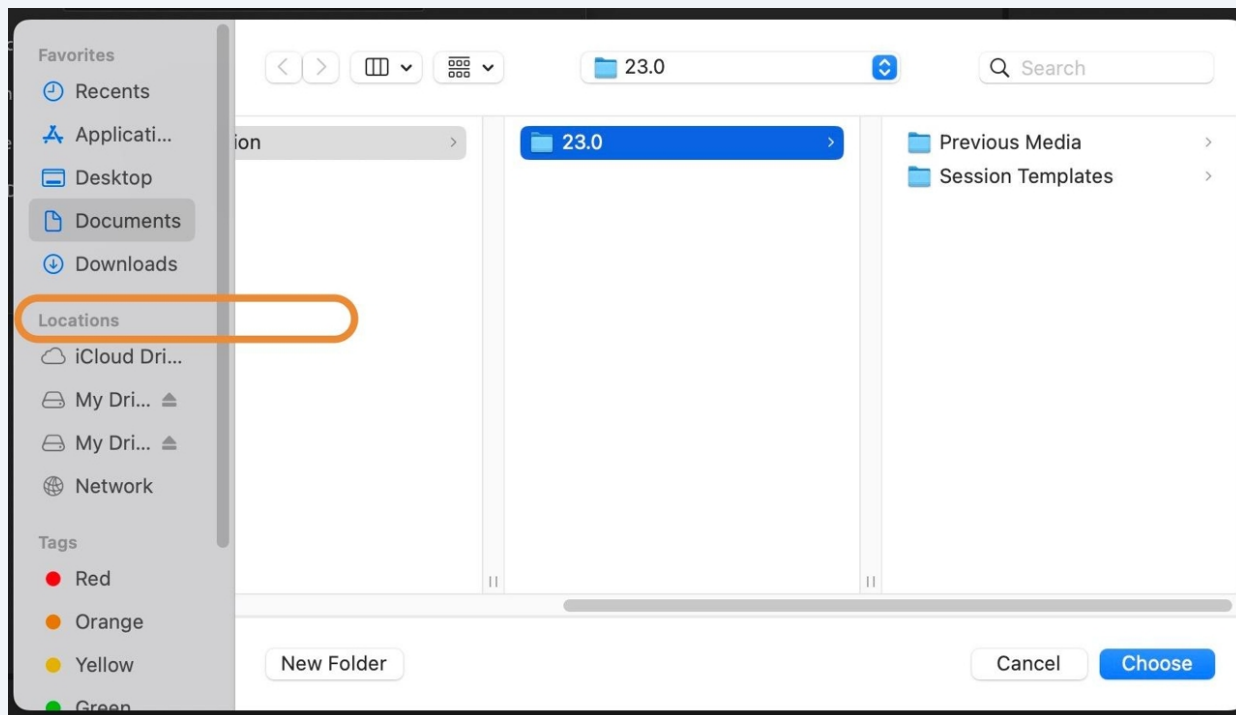 Favorites
Recents
Applicati...
Desktop
Documents
Downloads
Locations
iCloud Dri...
My Dri...
My Dri...
Network
Tags
Red
Orange
Yellow
Green
23.0
Search
ion
23.0
Previous Media
Session Templates
New Folder
Cancel
Choose